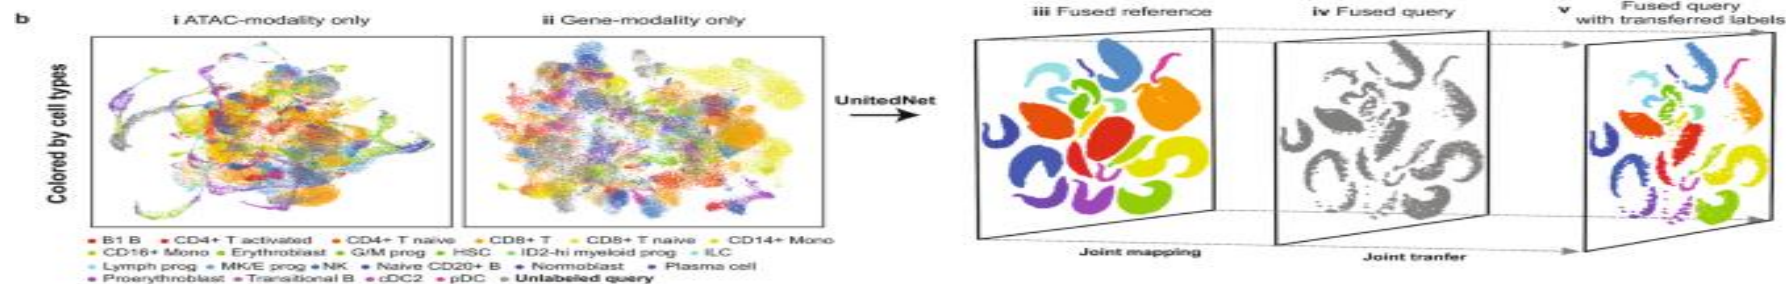 b
i ATAC-modality only
ii Gene-modality only
iii Fused reference
iv Fused query
v Fused query
with transferred labels
Colored by cell types
UnitedNet
B1 B CD4+ T activated CD4+ T naive CD8+ T CD8+ T naive CD14+ Mono
CD16+ Mono Erythroblast G/M prog HSC ID2-hi myeloid prog ILC
Lymph prog MK/E prog NK Naive CD20+ B Normoblast Plasma cell
Proerythroblast Transitional B cDC2 pDC Unlabeled query
Joint mapping
Joint tranfer